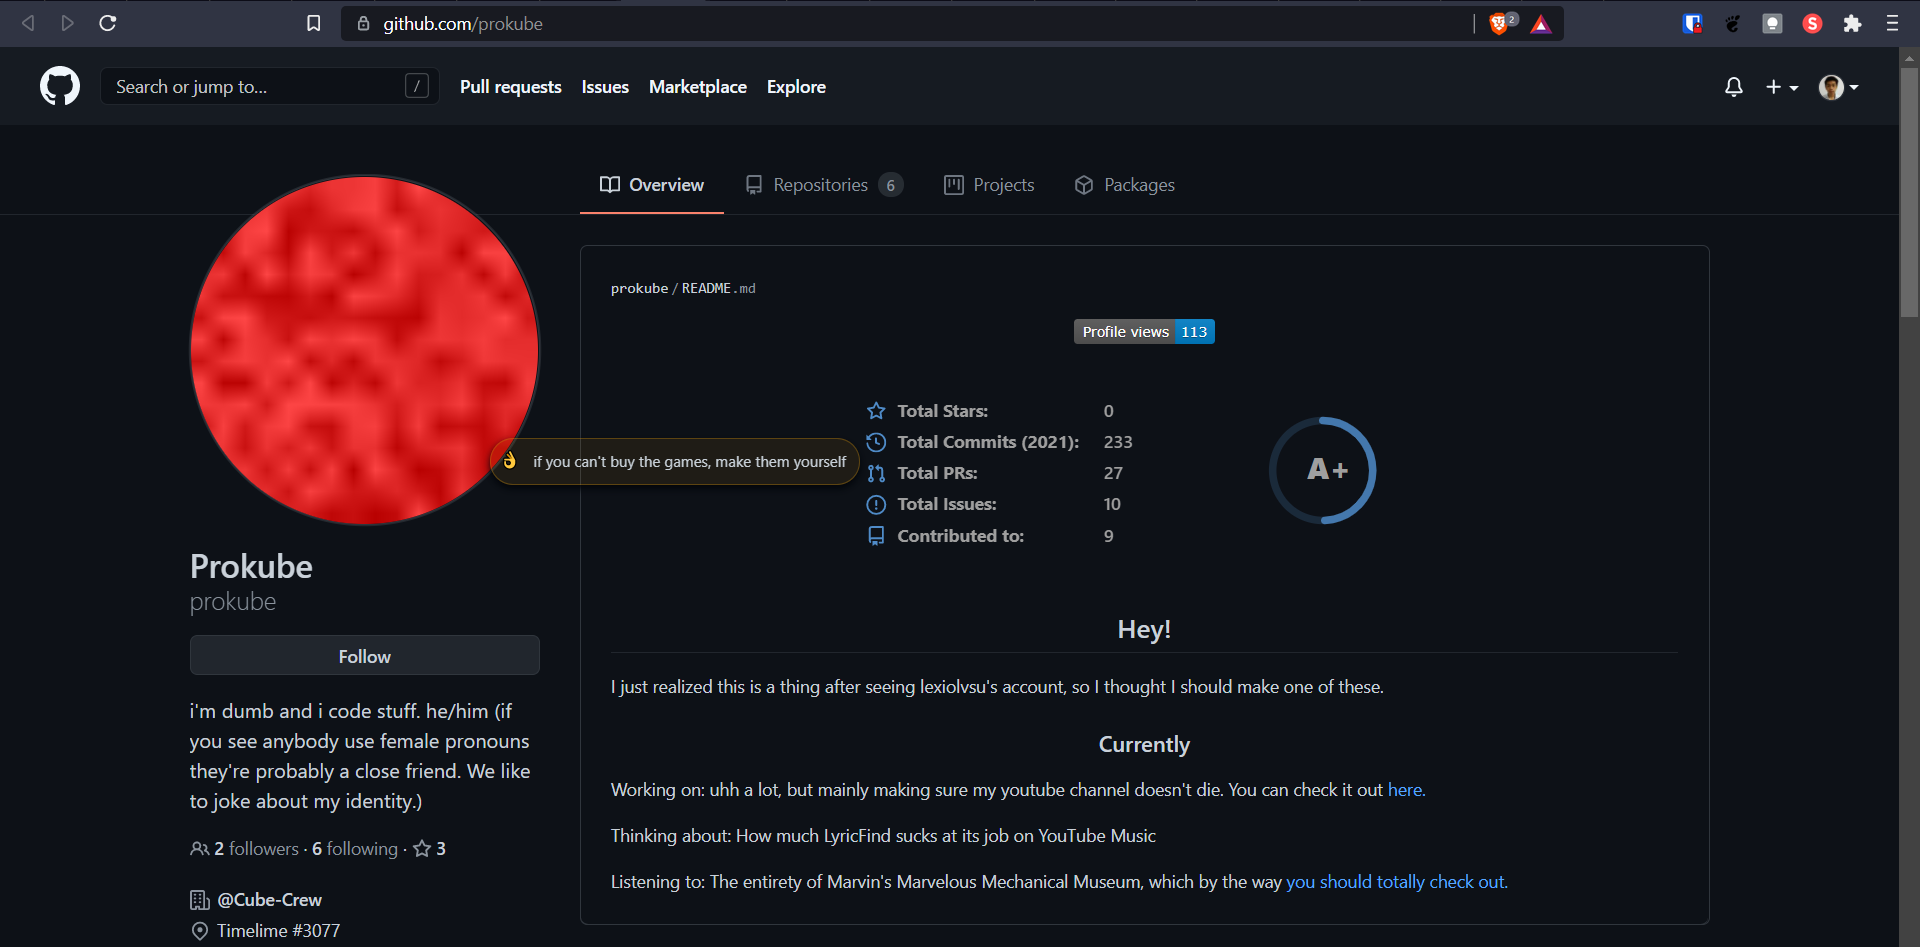 github.com/prokube
2
S
Search or jump to...
/
Pull requests
Issues
Marketplace
Explore
Overview
Repositories 6
Projects
Packages
prokube/README.md
Profile views 113
Total Stars: 0
Total Commits (2021): 233
Total PRs: 27
Total Issues: 10
Contributed to: 9
A+
if you can't buy the games, make them yourself
Prokube
prokube
Follow
i'm dumb and i code stuff. he/him (if
you see anybody use female pronouns
they're probably a close friend. We like
to joke about my identity.)
2 followers · 6 following · 3
@Cube-Crew
Timelime #3077
Hey!
I just realized this is a thing after seeing lexiolvsu's account, so I thought I should make one of these.
Currently
Working on: uhh a lot, but mainly making sure my youtube channel doesn't die. You can check it out here.
Thinking about: How much LyricFind sucks at its job on YouTube Music
Listening to: The entirety of Marvin's Marvelous Mechanical Museum, which by the way you should totally check out.